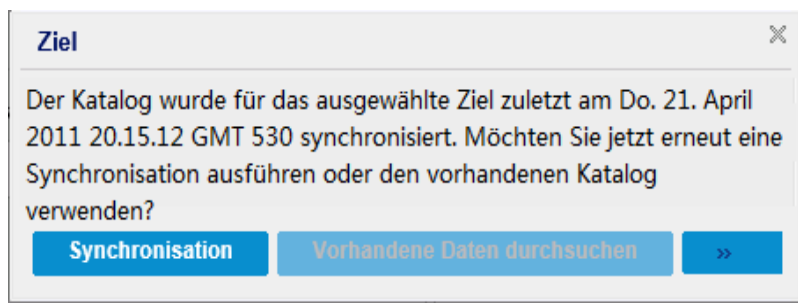 Ziel
Der Katalog wurde für das ausgewählte Ziel zuletzt am Do. 21. April
2011 20.15.12 GMT 530 synchronisiert. Möchten Sie jetzt erneut eine
Synchronisation ausführen oder den vorhandenen Katalog
verwenden?
Synchronisation Vorhandene Daten durchsuchen »